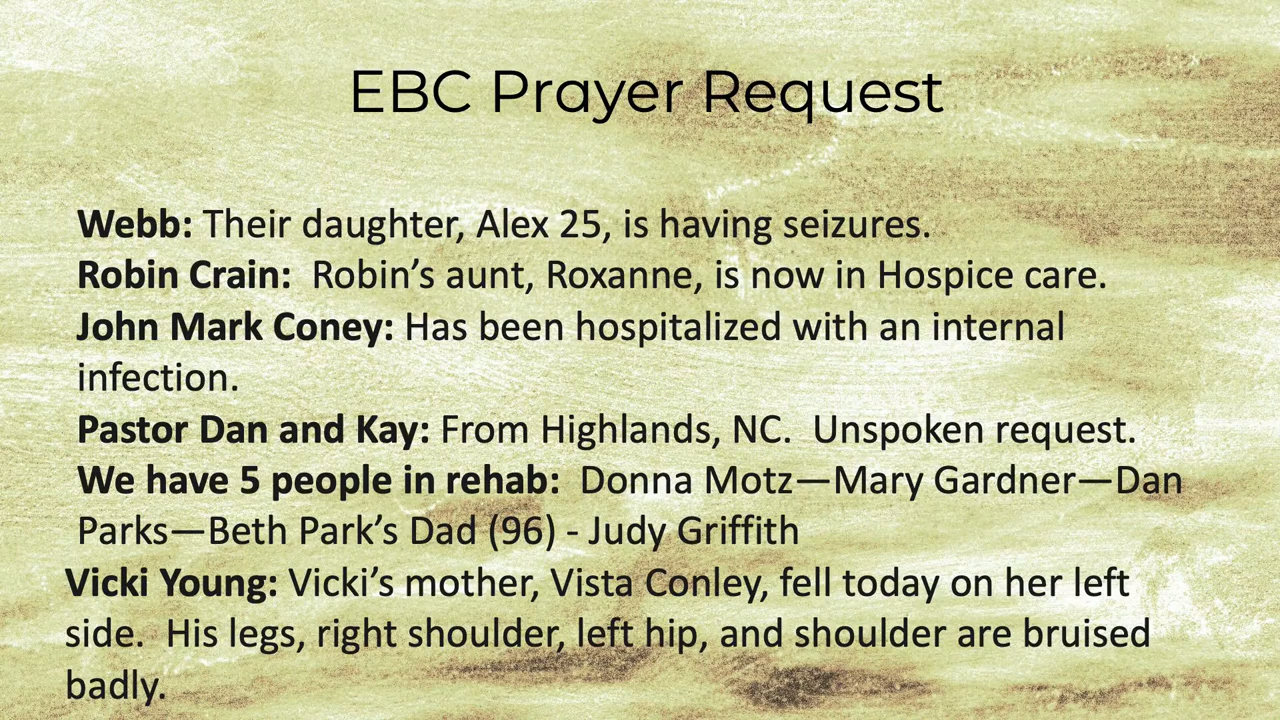 EBC Prayer Request
Webb: Their daughter, Alex 25, is having seizures.
Robin Crain:  Robin’s aunt, Roxanne, is now in Hospice care.
John Mark Coney: Has been hospitalized with an internal
infection.
Pastor Dan and Kay: From Highlands, NC.  Unspoken request.
We have 5 people in rehab:  Donna Motz—Mary Gardner—Dan
Parks—Beth Park’s Dad (96) - Judy Griffith
Vicki Young: Vicki’s mother, Vista Conley, fell today on her left
side.  His legs, right shoulder, left hip, and shoulder are bruised
badly.